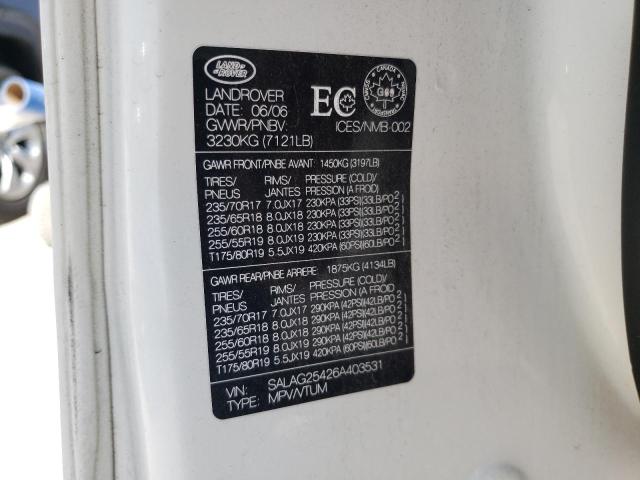 LAND ROVER
LANDROVER
DATE: 06/06
GVWR/PNBV:
3230KG (7121LB)
EC
CANADA
ICES/NMB-002
GAWR FRONT/PNBE AVANT: 1450KG (3197LB)
TIRES/ RIMS/ PRESSURE (COLD)/
PNEUS JANTES PRESSION (A FROID)
235/70R17 7.0JX17 230KPA (33PSI)(33LB/PO2)
235/65R18 8.0JX18 230KPA (33PSI)(33LB/PO2)
255/60R18 8.0JX18 230KPA (33PSI)(33LB/PO2)
255/55R19 8.0JX19 230KPA (33PSI)(33LB/PO2)
T175/80R19 5.5JX19 420KPA (60PSI)(60LB/PO2)
GAWR REAR/PNBE ARRIERE: 1875KG (4134LB)
TIRES/ RIMS/ PRESSURE (COLD)/
PNEUS JANTES PRESSION (A FROID)
235/70R17 7.0JX17 290KPA (42PSI)(42LB/PO2)
235/65R18 8.0JX18 290KPA (42PSI)(42LB/PO2)
255/60R18 8.0JX18 290KPA (42PSI)(42LB/PO2)
255/55R19 8.0JX19 290KPA (42PSI)(42LB/PO2)
T175/80R19 5.5JX19 420KPA (60PSI)(60LB/PO2)
VIN: SALAG25426A403531
TYPE: MPV/VTUM